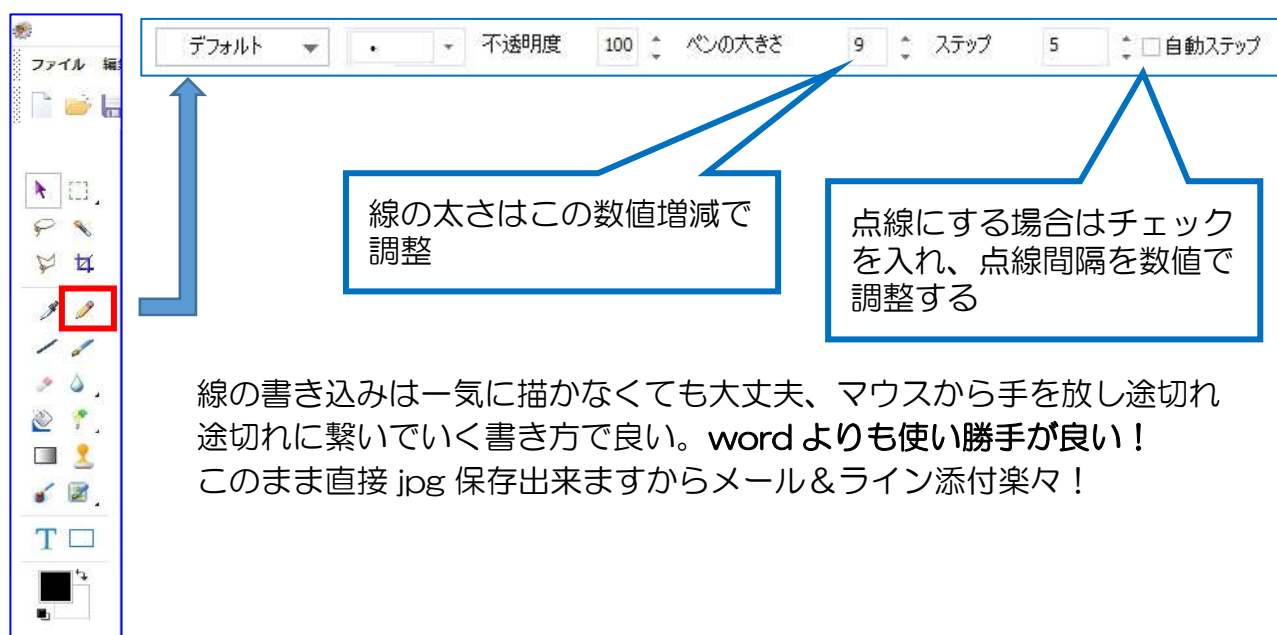 デフォルト 不透明度 100 ペンの大きさ 9 ステップ 5 自動ステップ
ファイル
線の太さはこの数値増減で
調整
点線にする場合はチェック
を入れ、点線間隔を数値で
調整する
線の書き込みは一気に描かなくても大丈夫、マウスから手を放し途切れ
途切れに繋いでいく書き方で良い。word よりも使い勝手が良い！
このまま直接 jpg 保存出来ますからメール＆ライン添付楽々！
T